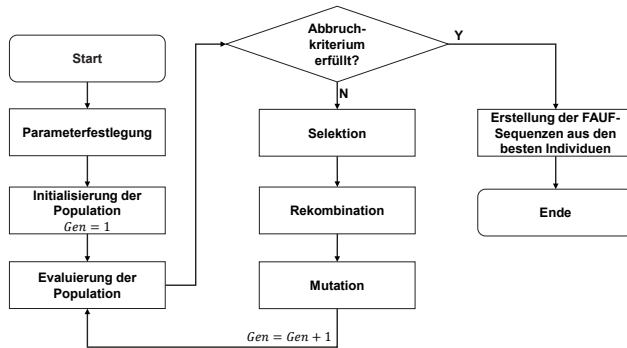 Start
Parameterfestlegung
Initialisierung der
Population
Gen = 1
Evaluierung der
Population
Abbruch-
kriterium
erfüllt?
Y
N
Selektion
Rekombination
Mutation
Gen = Gen + 1
Erstellung der FAUF-
Sequenzen aus den
besten Individuen
Ende